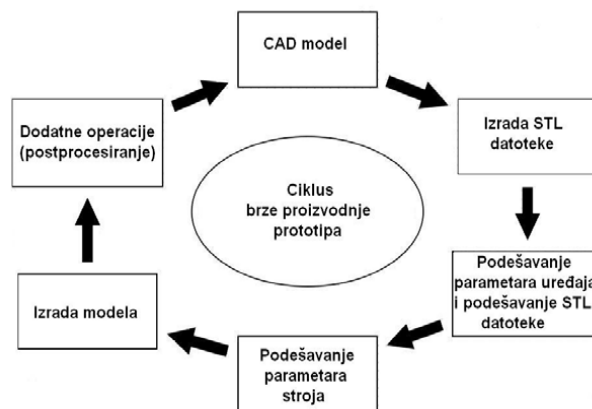 CAD model
Izrada STL
datoteke
Podešavanje
parametara uređaja
i podešavanje STL
datoteke
Podešavanje
parametara
stroja
Izrada modela
Dodatne operacije
(postprocesiranje)
Ciklus
brze proizvodnje
prototipa